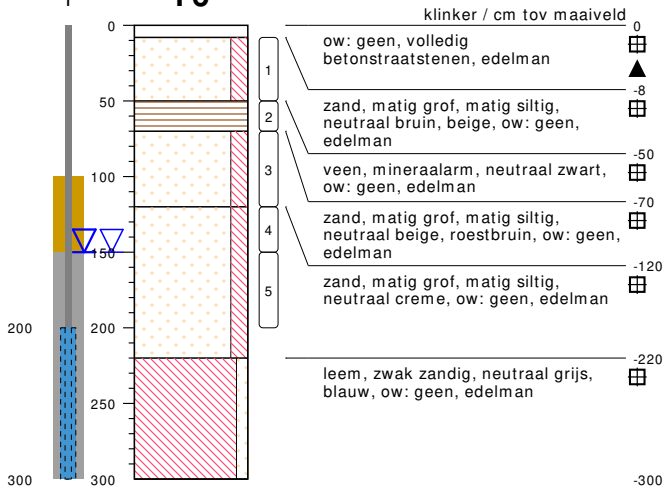 klinker / cm tov maaiveld
0
0
ow: geen, volledig
betonstraatstenen, edelman
1
-8
50
zand, matig grof, matig siltig,
neutraal bruin, beige, ow: geen,
edelman
2
-50
veen, mineraalarm, neutraal zwart,
ow: geen, edelman
3
100
-70
zand, matig grof, matig siltig,
neutraal beige, roestbruin, ow: geen,
edelman
4
150
-120
zand, matig grof, matig siltig,
neutraal creme, ow: geen, edelman
5
200
200
-220
leem, zwak zandig, neutraal grijs,
blauw, ow: geen, edelman
250
300
300
-300